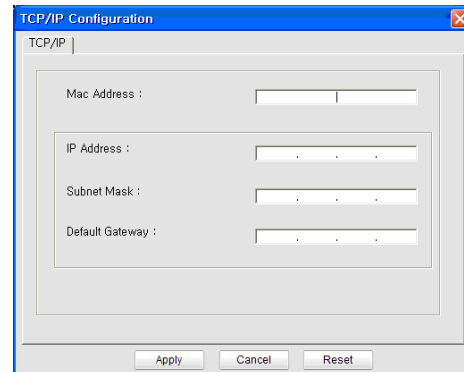 TCP/IP Configuration
TCP/IP
Mac Address :
IP Address :
. . .
Subnet Mask :
. . .
Default Gateway :
. . .
Apply Cancel Reset